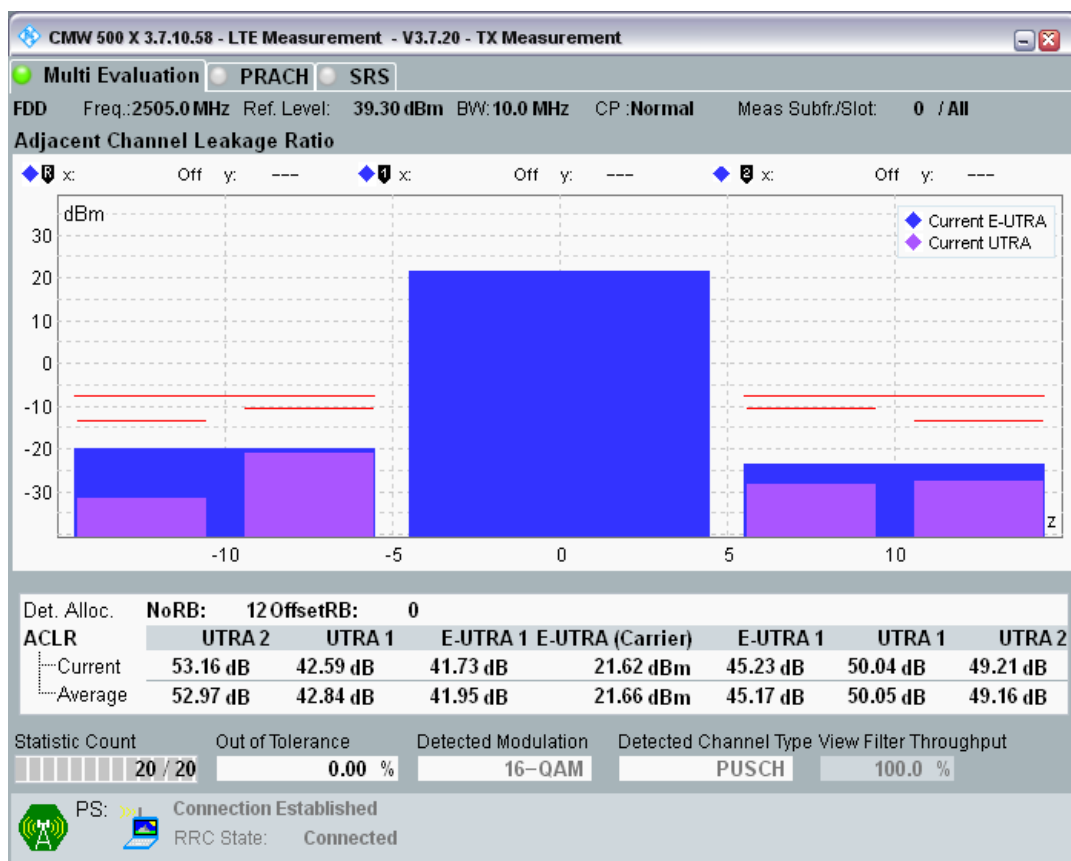 CMW 500 X 3.7.10.58 - LTE Measurement - V3.7.20 - TX Measurement
Multi Evaluation PRACH SRS
FDD Freq.:2505.0 MHz Ref. Level: 39.30 dBm BW: 10.0 MHz CP :Normal Meas Subfr./Slot: 0 / All
Adjacent Channel Leakage Ratio
R x: Off y: --- 1 x: Off y: --- 2 x: Off y: ---
dBm
Current E-UTRA
Current UTRA
30
20
10
0
-10
-20
-30
z
-10 -5 0 5 10
Det. Alloc. NoRB: 12 OffsetRB: 0
ACLR UTRA 2 UTRA 1 E-UTRA 1 E-UTRA (Carrier) E-UTRA 1 UTRA 1 UTRA 2
Current 53.16 dB 42.59 dB 41.73 dB 21.62 dBm 45.23 dB 50.04 dB 49.21 dB
Average 52.97 dB 42.84 dB 41.95 dB 21.66 dBm 45.17 dB 50.05 dB 49.16 dB
Statistic Count Out of Tolerance Detected Modulation Detected Channel Type View Filter Throughput
20 / 20 0.00 % 16-QAM PUSCH 100.0 %
PS: Connection Established
RRC State: Connected